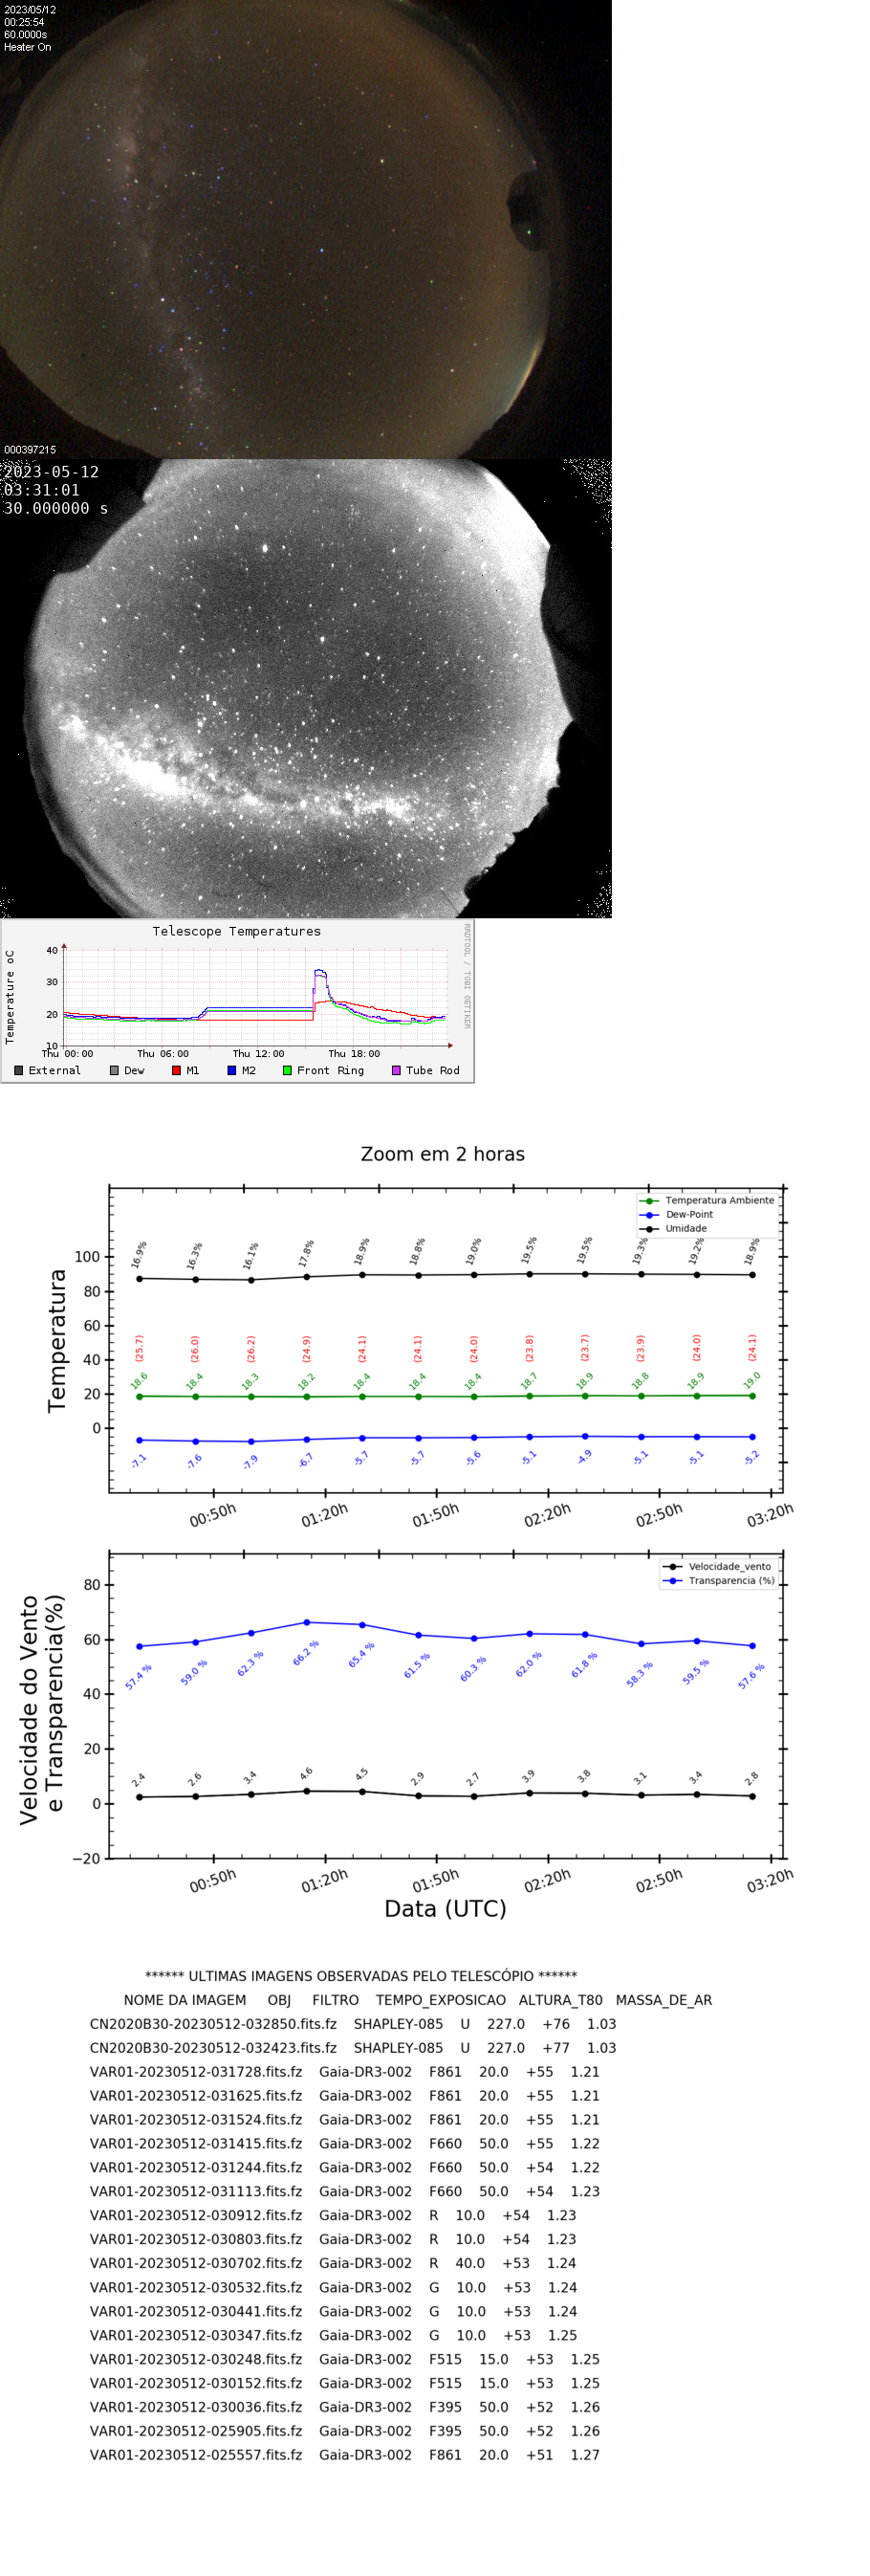 2023/05/12
00:25:54
60.0000s
Heater On
000397215
2023-05-12
03:31:01
30.000000 s
Telescope Temperatures
RRDTOOL / TOBI OETIKER
Temperature oC
40
30
20
10
Thu 00:00 Thu 06:00 Thu 12:00 Thu 18:00
External Dew M1 M2 Front Ring Tube Rod
Zoom em 2 horas
Temperatura Ambiente
Dew-Point
Umidade
Temperatura
100
80
60
40
20
0
16.9% 16.3% 16.1% 17.8% 18.9% 18.8% 19.0% 19.5% 19.5% 19.3% 19.2% 18.9%
(25.7) (26.0) (26.2) (24.9) (24.1) (24.1) (24.0) (23.8) (23.7) (23.9) (24.0) (24.1)
18.6 18.4 18.3 18.2 18.4 18.4 18.4 18.7 18.9 18.8 18.9 19.0
-7.1 -7.6 -7.9 -6.7 -5.7 -5.7 -5.6 -5.1 -4.9 -5.1 -5.1 -5.2
00:50h 01:20h 01:50h 02:20h 02:50h 03:20h
Velocidade_vento
Transparencia (%)
Velocidade do Vento
e Transparencia(%)
80
60
40
20
0
−20
57.4 % 59.0 % 62.3 % 66.2 % 65.4 % 61.5 % 60.3 % 62.0 % 61.8 % 58.3 % 59.5 % 57.6 %
2.4 2.6 3.4 4.6 4.5 2.9 2.7 3.9 3.8 3.1 3.4 2.8
00:50h 01:20h 01:50h 02:20h 02:50h 03:20h
Data (UTC)
****** ULTIMAS IMAGENS OBSERVADAS PELO TELESCÓPIO ******
NOME DA IMAGEM OBJ FILTRO TEMPO_EXPOSICAO ALTURA_T80 MASSA_DE_AR
CN2020B30-20230512-032850.fits.fz SHAPLEY-085 U 227.0 +76 1.03
CN2020B30-20230512-032423.fits.fz SHAPLEY-085 U 227.0 +77 1.03
VAR01-20230512-031728.fits.fz Gaia-DR3-002 F861 20.0 +55 1.21
VAR01-20230512-031625.fits.fz Gaia-DR3-002 F861 20.0 +55 1.21
VAR01-20230512-031524.fits.fz Gaia-DR3-002 F861 20.0 +55 1.21
VAR01-20230512-031415.fits.fz Gaia-DR3-002 F660 50.0 +55 1.22
VAR01-20230512-031244.fits.fz Gaia-DR3-002 F660 50.0 +54 1.22
VAR01-20230512-031113.fits.fz Gaia-DR3-002 F660 50.0 +54 1.23
VAR01-20230512-030912.fits.fz Gaia-DR3-002 R 10.0 +54 1.23
VAR01-20230512-030803.fits.fz Gaia-DR3-002 R 10.0 +54 1.23
VAR01-20230512-030702.fits.fz Gaia-DR3-002 R 40.0 +53 1.24
VAR01-20230512-030532.fits.fz Gaia-DR3-002 G 10.0 +53 1.24
VAR01-20230512-030441.fits.fz Gaia-DR3-002 G 10.0 +53 1.24
VAR01-20230512-030347.fits.fz Gaia-DR3-002 G 10.0 +53 1.25
VAR01-20230512-030248.fits.fz Gaia-DR3-002 F515 15.0 +53 1.25
VAR01-20230512-030152.fits.fz Gaia-DR3-002 F515 15.0 +53 1.25
VAR01-20230512-030036.fits.fz Gaia-DR3-002 F395 50.0 +52 1.26
VAR01-20230512-025905.fits.fz Gaia-DR3-002 F395 50.0 +52 1.26
VAR01-20230512-025557.fits.fz Gaia-DR3-002 F861 20.0 +51 1.27